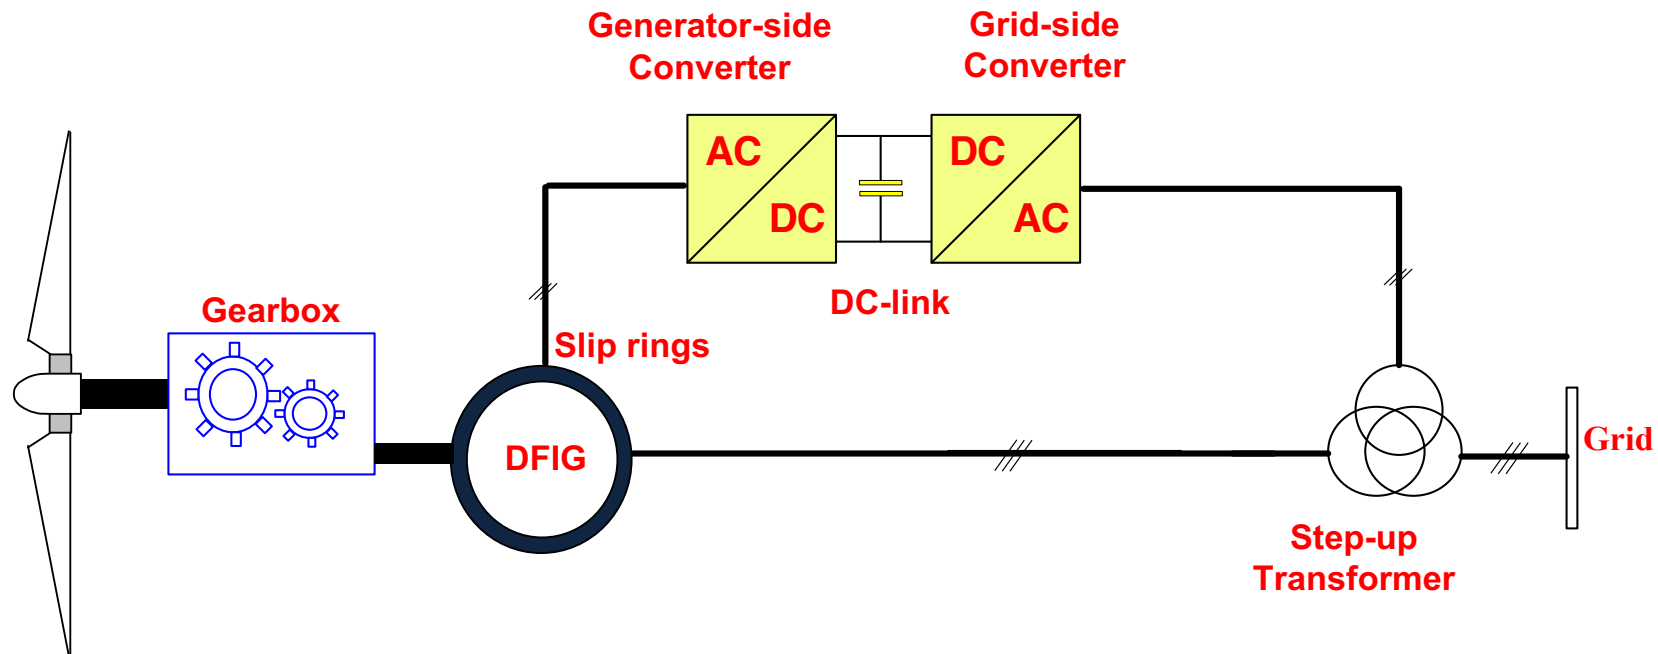 Generator-side
Converter
Grid-side
Converter
AC
DC
DC
AC
DC-link
Gearbox
Slip rings
DFIG
Grid
Step-up
Transformer